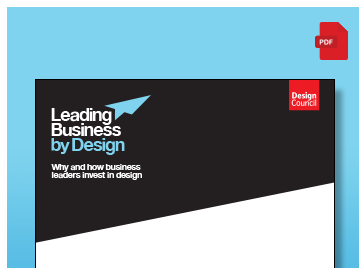 PDF
Design
Council
Leading
Business
by Design
Why and how business
leaders invest in design